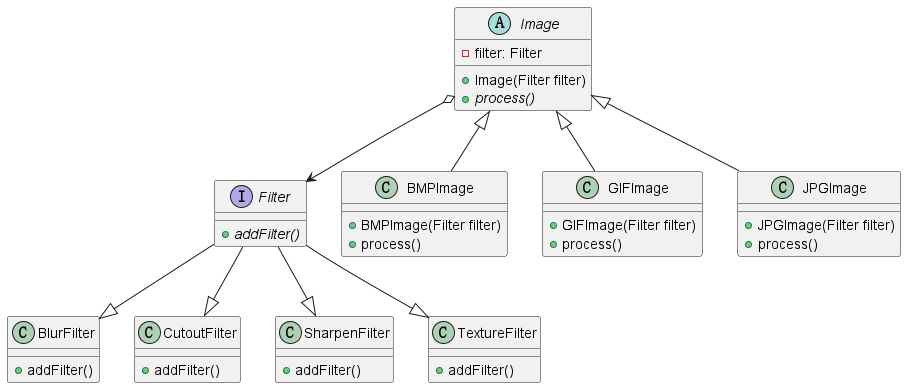 A Image
filter: Filter
Image(Filter filter)
process()
I Filter
addFilter()
C BMPImage
BMPImage(Filter filter)
process()
C GIFImage
GIFImage(Filter filter)
process()
C JPGImage
JPGImage(Filter filter)
process()
C BlurFilter
addFilter()
C CutoutFilter
addFilter()
C SharpenFilter
addFilter()
C TextureFilter
addFilter()